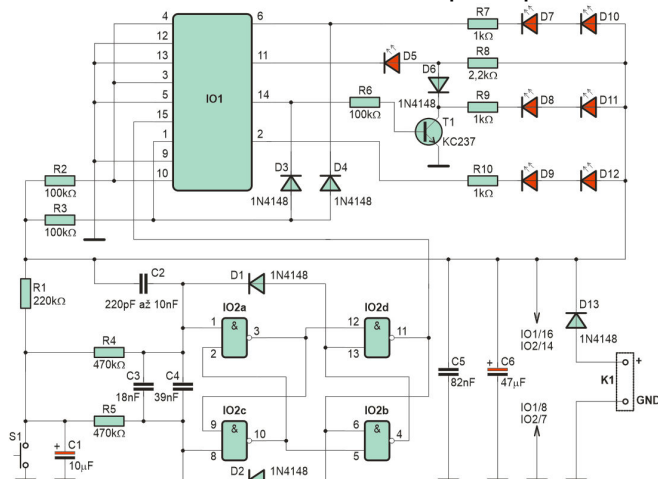 4
12
13
3
5
15
1
9
10
IO1
6
11
14
2
R7
1kΩ
D7
D10
D5
R8
2,2kΩ
D6
1N4148
R6
100kΩ
R9
1kΩ
D8
D11
T1
KC237
R2
100kΩ
R3
100kΩ
D3
1N4148
D4
1N4148
R10
1kΩ
D9
D12
R1
220kΩ
C2
220pF až 10nF
D1
1N4148
IO2a
&
1
2
3
IO2d
&
12
13
11
R4
470kΩ
C3
18nF
C4
39nF
R5
470kΩ
IO2c
&
9
8
10
IO2b
&
6
5
4
D2
1N4148
S1
+
C1
10µF
C5
82nF
+
C6
47µF
IO1/16
IO2/14
IO1/8
IO2/7
D13
1N4148
K1
+
GND